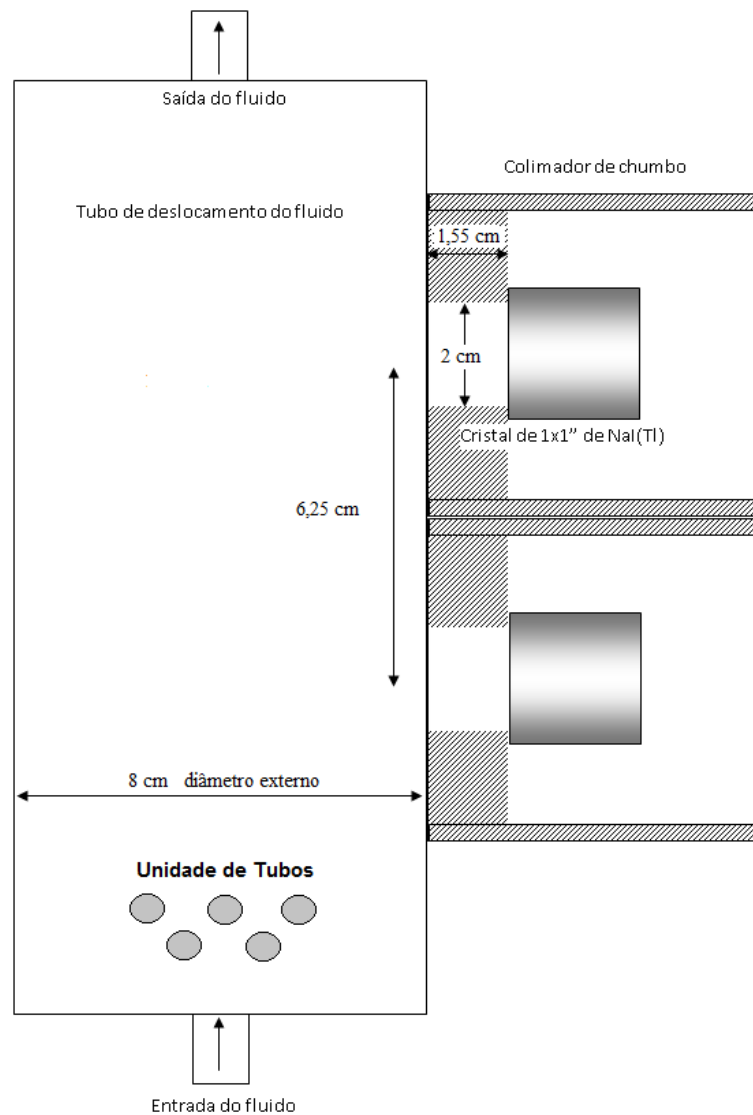 Saída do fluido
Colimador de chumbo
Tubo de deslocamento do fluido
1,55 cm
2 cm
Cristal de 1x1” de NaI(Tl)
6,25 cm
8 cm diâmetro externo
Unidade de Tubos
Entrada do fluido